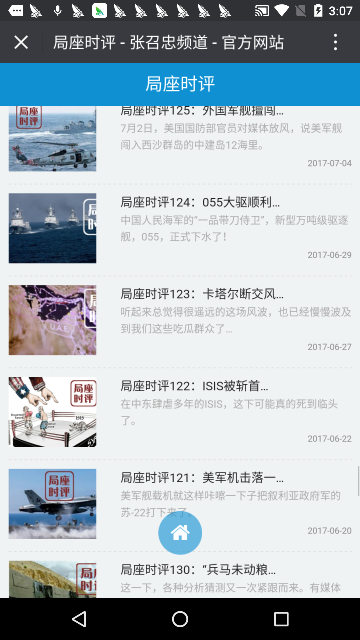 3:07
局座时评 - 张召忠频道 - 官方网站
局座时评
局座时评125：外国军舰擅闯...
7月2日，美国国防部官员对媒体放风，说美军舰
闯入西沙群岛的中建岛12海里。
2017-07-04
局座时评124：055大驱顺利...
中国人民海军的“一品带刀侍卫”，新型万吨级驱逐
舰，055，正式下水了！
2017-06-29
局座时评123：卡塔尔断交风...
听起来总觉得很遥远的这场风波，也已经慢慢波及
到我们这些吃瓜群众了...
2017-06-27
UAE
局座时评122：ISIS被斩首...
在中东肆虐多年的ISIS，这下可能真的死到临头
了。
2017-06-22
局座
时评
局座时评121：美军机击落一...
美军舰载机就这样咔嚓一下子把叙利亚政府军的
苏-22打下来了。
2017-06-20
局座
时评
局座时评130：“兵马未动粮...
这一下，各种分析猜测又一次紧跟而来。有媒体